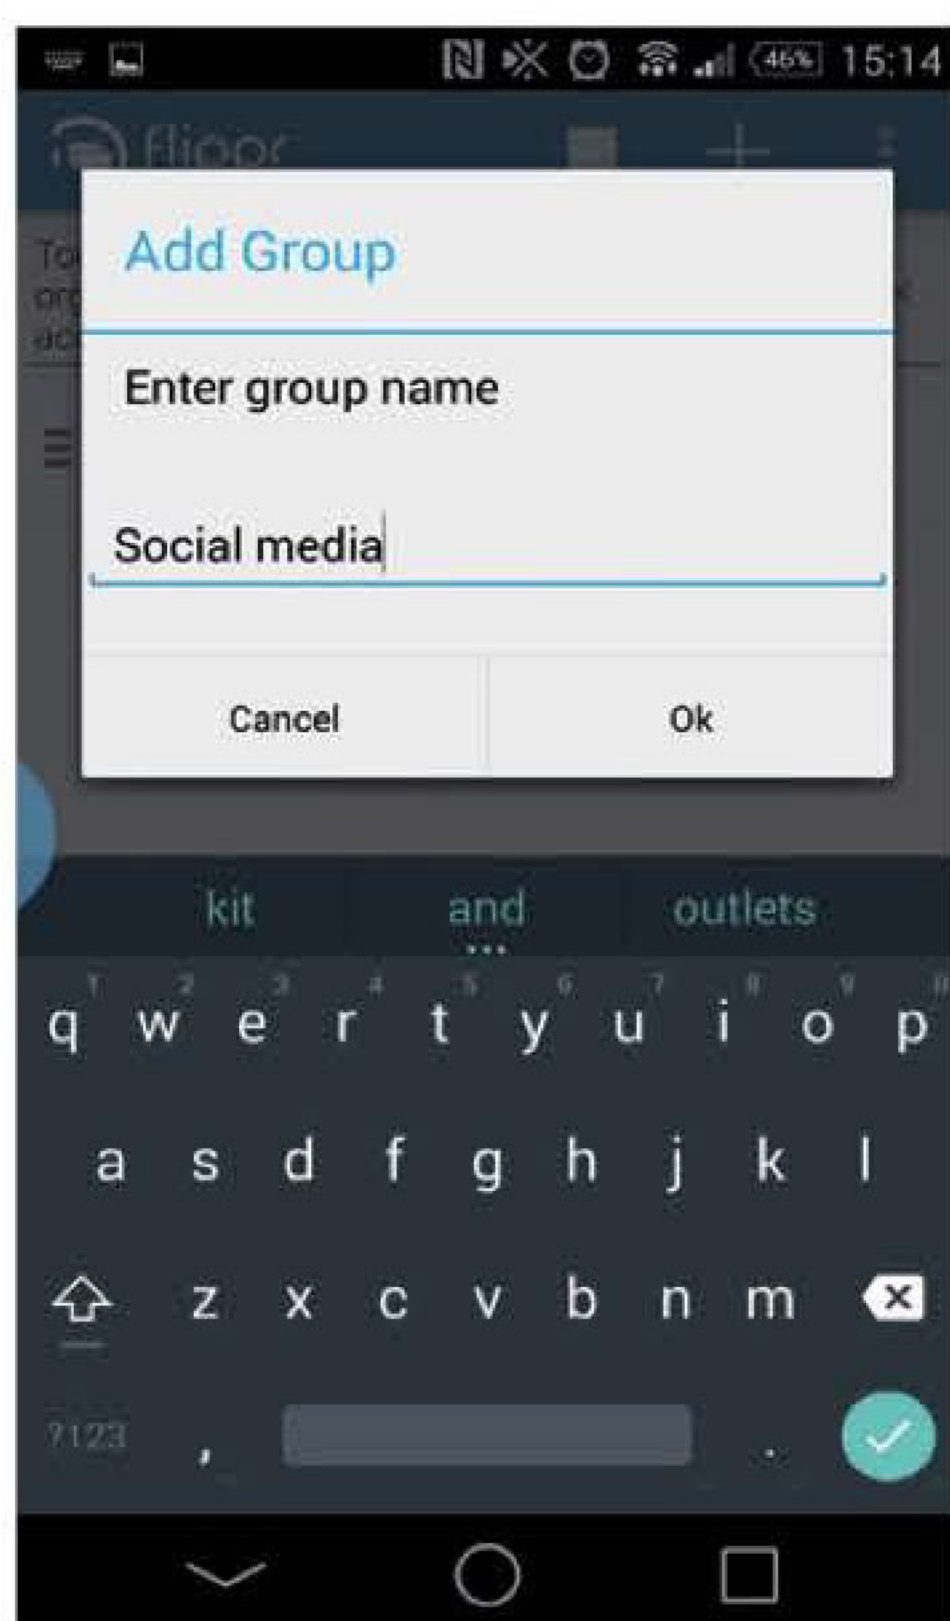 46% 15:14
flippr
Add Group
Enter group name
Social media
Cancel Ok
kit and outlets
1 2 3 4 5 6 7 8 9 0
q w e r t y u i o p
a s d f g h j k l
z x c v b n m
?123 , .